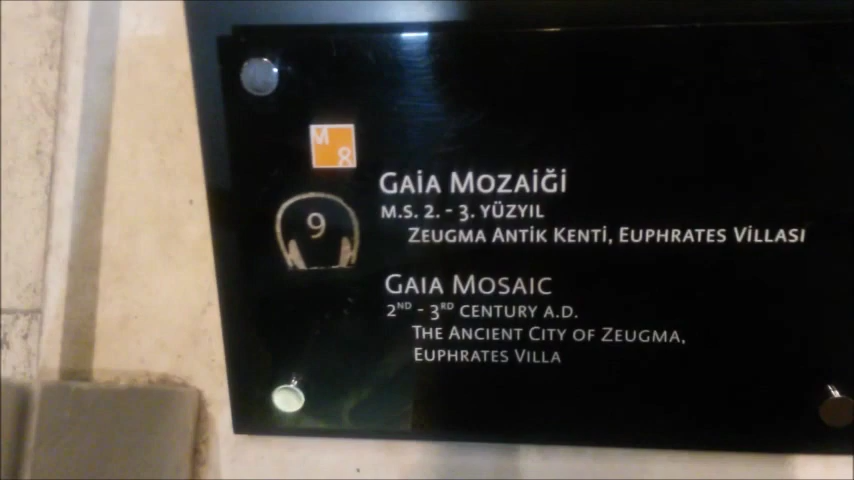 M
8
GAİA MOZAİĞİ
M.S. 2. - 3. YÜZYIL
ZEUGMA ANTİK KENTİ, EUPHRATES VİLLASI
9
GAIA MOSAIC
2ND - 3RD CENTURY A.D.
THE ANCIENT CITY OF ZEUGMA,
EUPHRATES VILLA